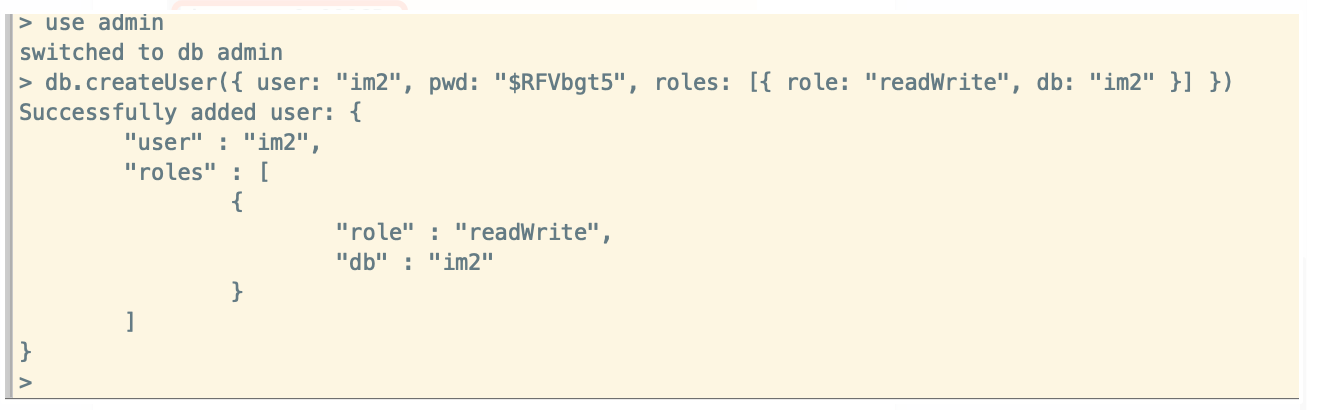 > use admin
switched to db admin
> db.createUser({ user: "im2", pwd: "$RFVbgt5", roles: [{ role: "readWrite", db: "im2" }] })
Successfully added user: {
        "user" : "im2",
        "roles" : [
                {
                        "role" : "readWrite",
                        "db" : "im2"
                }
        ]
}
>